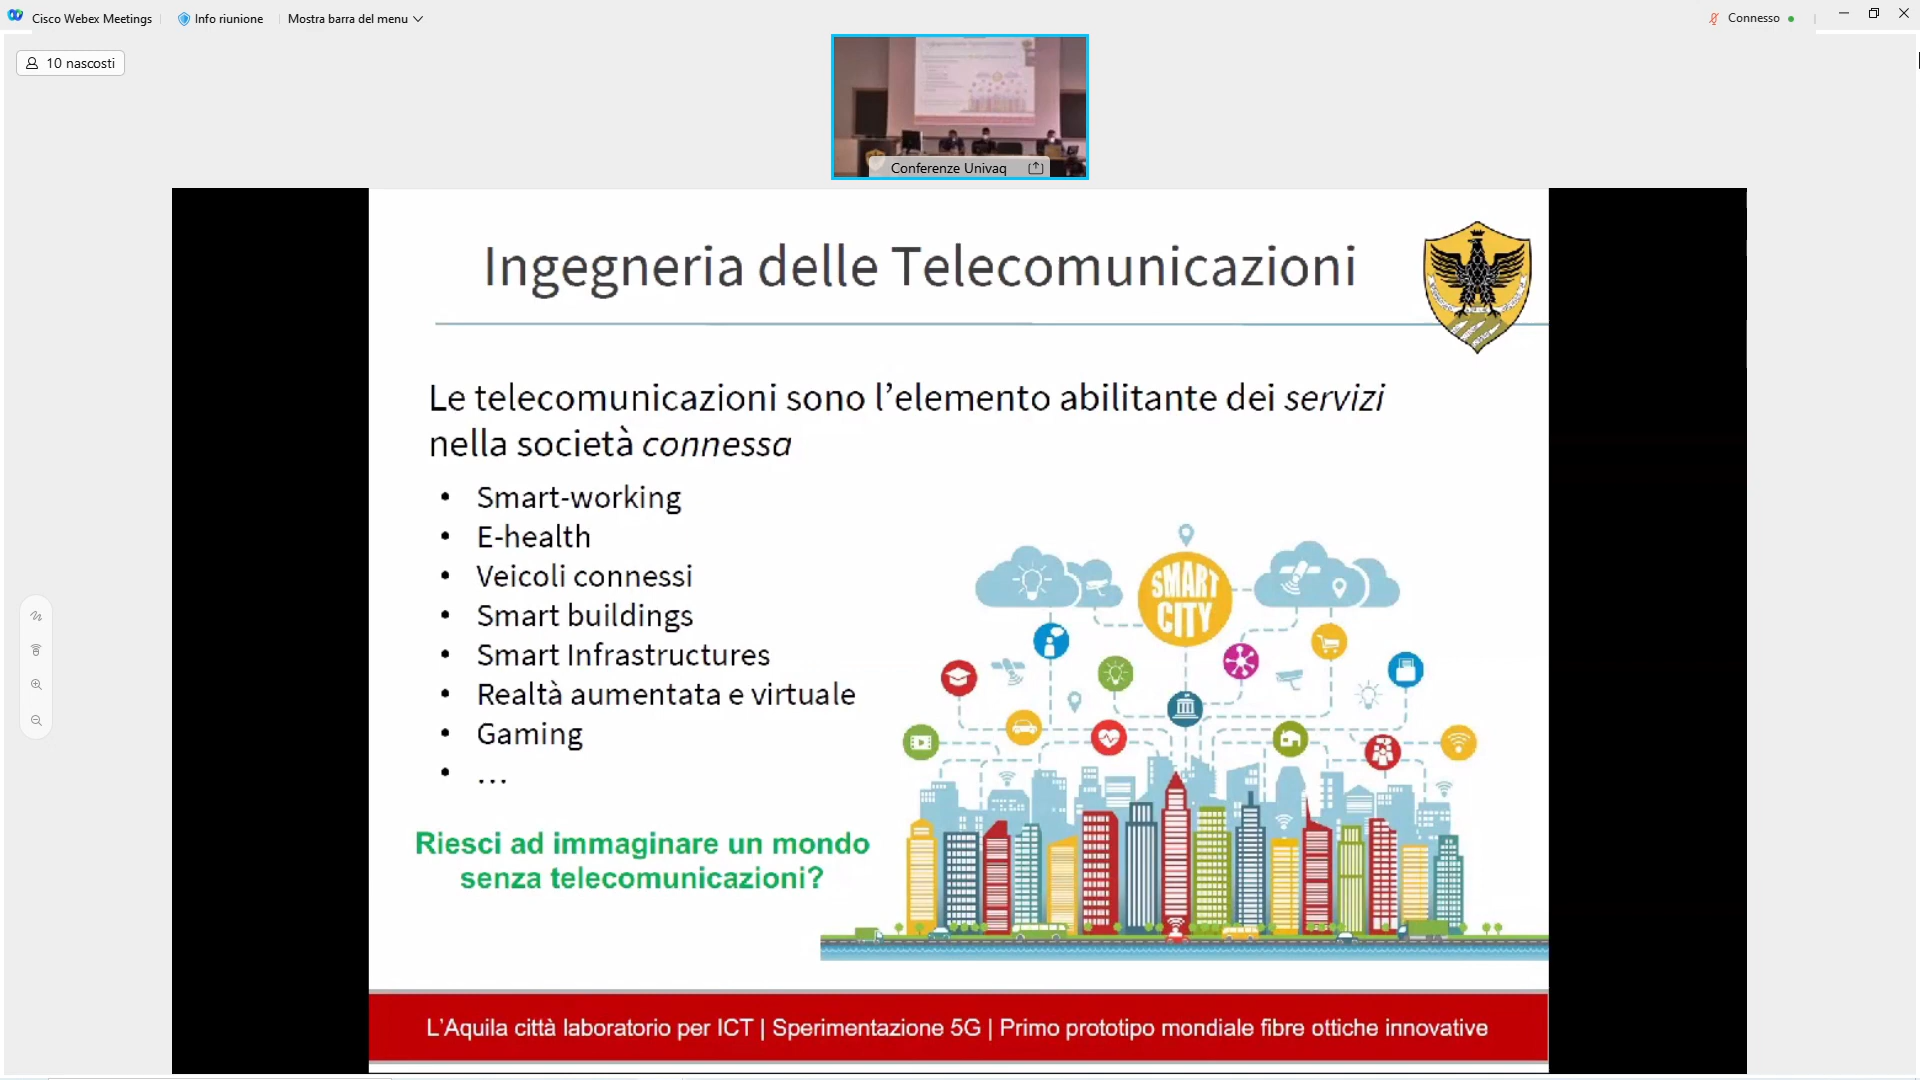 Cisco Webex Meetings
Info riunione
Mostra barra del menu
Connesso
10 nascosti
Conferenze Univaq
Ingegneria delle Telecomunicazioni
Le telecomunicazioni sono l’elemento abilitante dei servizi
nella società connessa
• Smart-working
• E-health
• Veicoli connessi
• Smart buildings
• Smart Infrastructures
• Realtà aumentata e virtuale
• Gaming
• ...
SMART
CITY
Riesci ad immaginare un mondo
senza telecomunicazioni?
L’Aquila città laboratorio per ICT | Sperimentazione 5G | Primo prototipo mondiale fibre ottiche innovative